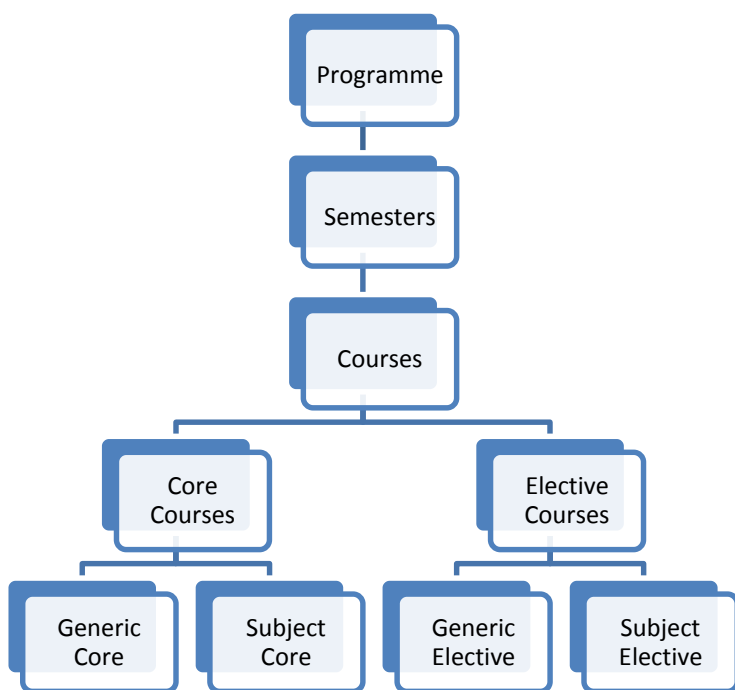 Programme
Semesters
Courses
Core
Courses
Elective
Courses
Generic
Core
Subject
Core
Generic
Elective
Subject
Elective